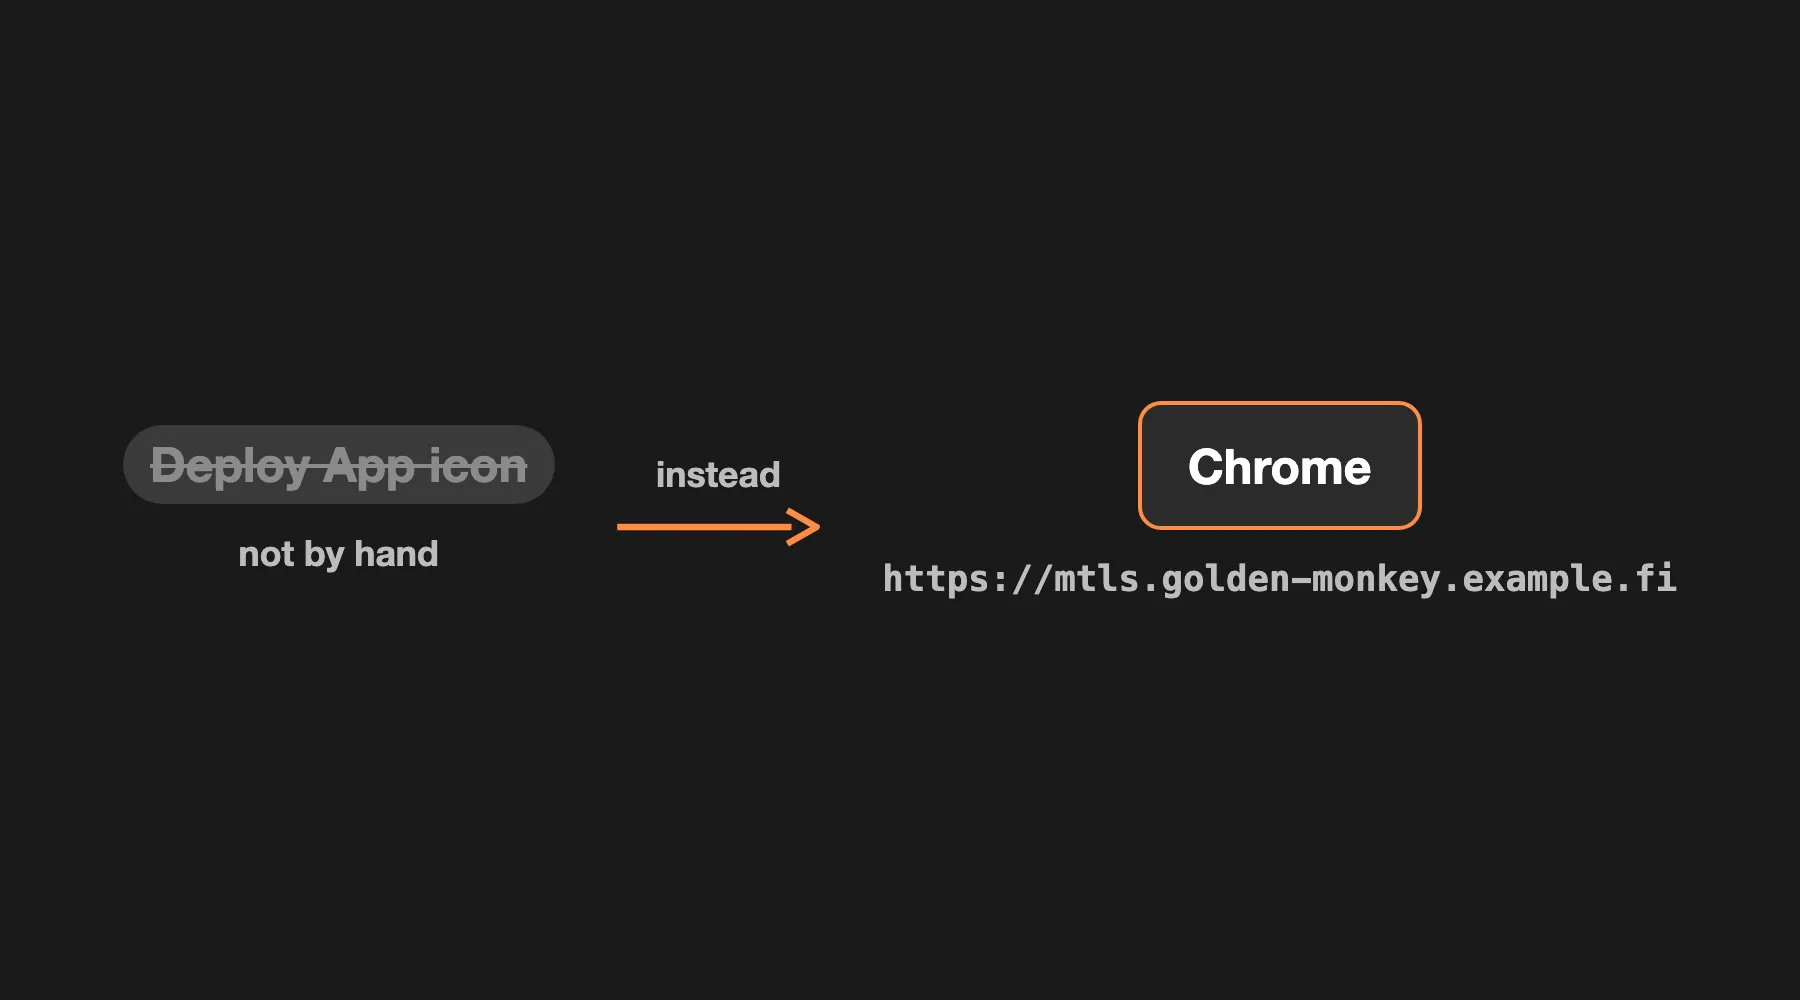 Deploy App icon
not by hand
instead
Chrome
https://mtls.golden-monkey.example.fi